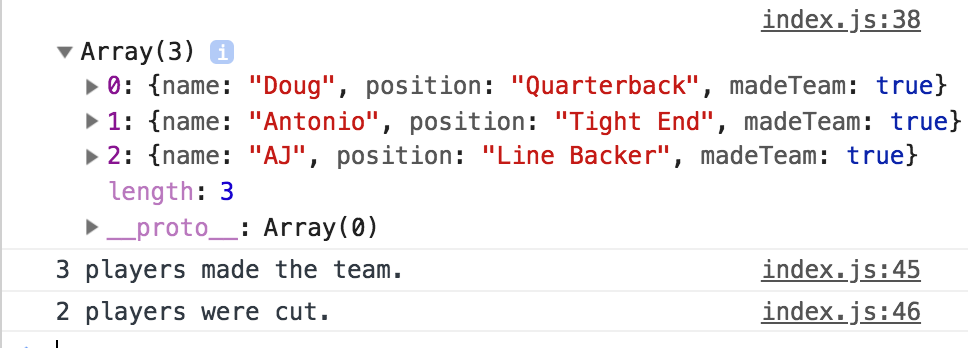 index.js:38
▼ Array(3) i
▶ 0: {name: "Doug", position: "Quarterback", madeTeam: true}
▶ 1: {name: "Antonio", position: "Tight End", madeTeam: true}
▶ 2: {name: "AJ", position: "Line Backer", madeTeam: true}
length: 3
▶ __proto__: Array(0)
3 players made the team. index.js:45
2 players were cut. index.js:46